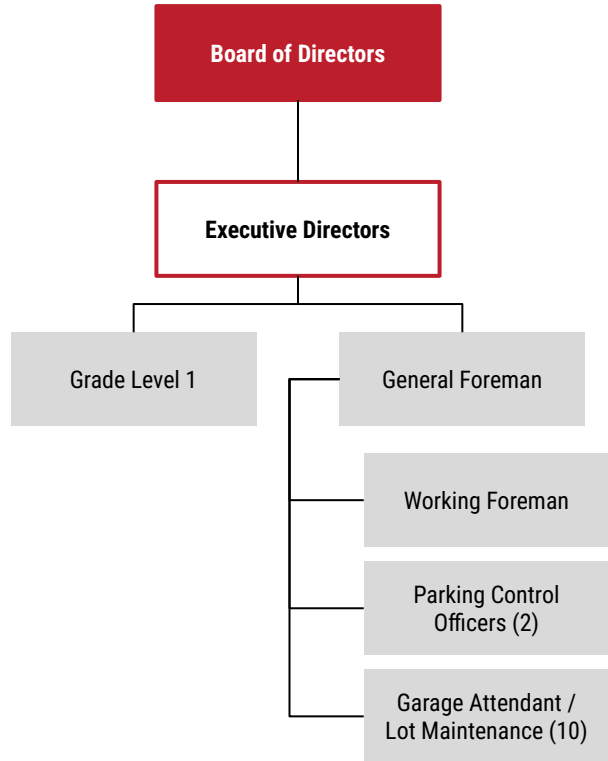 Board of Directors
Executive Directors
Grade Level 1
General Foreman
Working Foreman
Parking Control
Officers (2)
Garage Attendant /
Lot Maintenance (10)